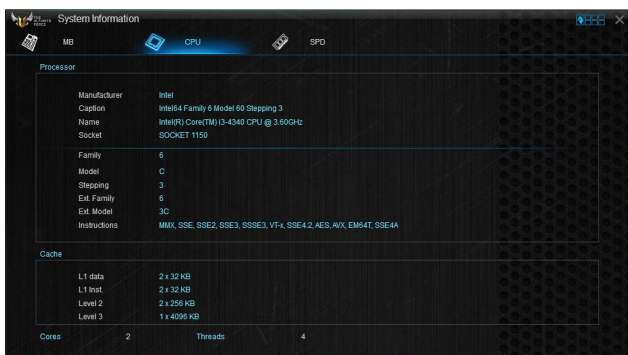 THE ULTIMATE FORCE System Information
MB CPU SPD
Processor
Manufacturer Intel
Caption Intel64 Family 6 Model 60 Stepping 3
Name Intel(R) Core(TM) i3-4340 CPU @ 3.60GHz
Socket SOCKET 1150
Family 6
Model C
Stepping 3
Ext. Family 6
Ext. Model 3C
Instructions MMX, SSE, SSE2, SSE3, SSSE3, VT-x, SSE4.2, AES, AVX, EM64T, SSE4A
Cache
L1 data 2 x 32 KB
L1 Inst. 2 x 32 KB
Level 2 2 x 256 KB
Level 3 1 x 4096 KB
Cores 2 Threads 4